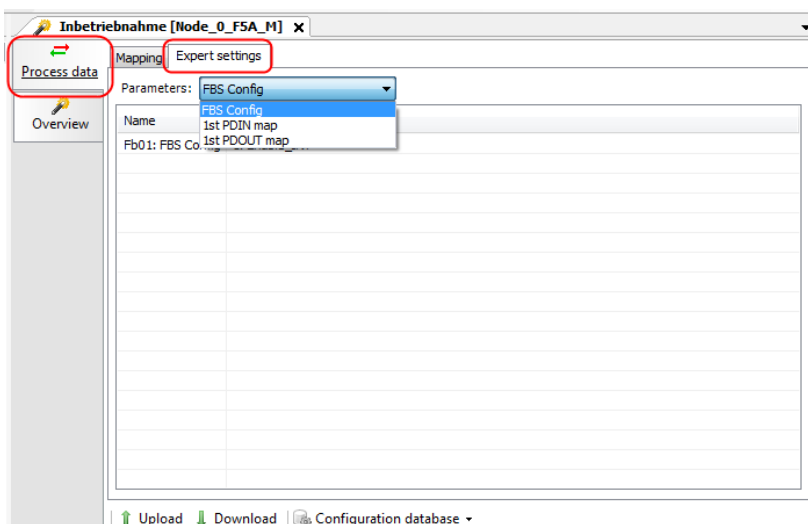 Inbetriebnahme [Node_0_F5A_M] x
Process data
Overview
Mapping
Expert settings
Parameters: FBS Config
FBS Config
1st PDIN map
1st PDOUT map
Name
Fb01: FBS Co
Upload Download Configuration database